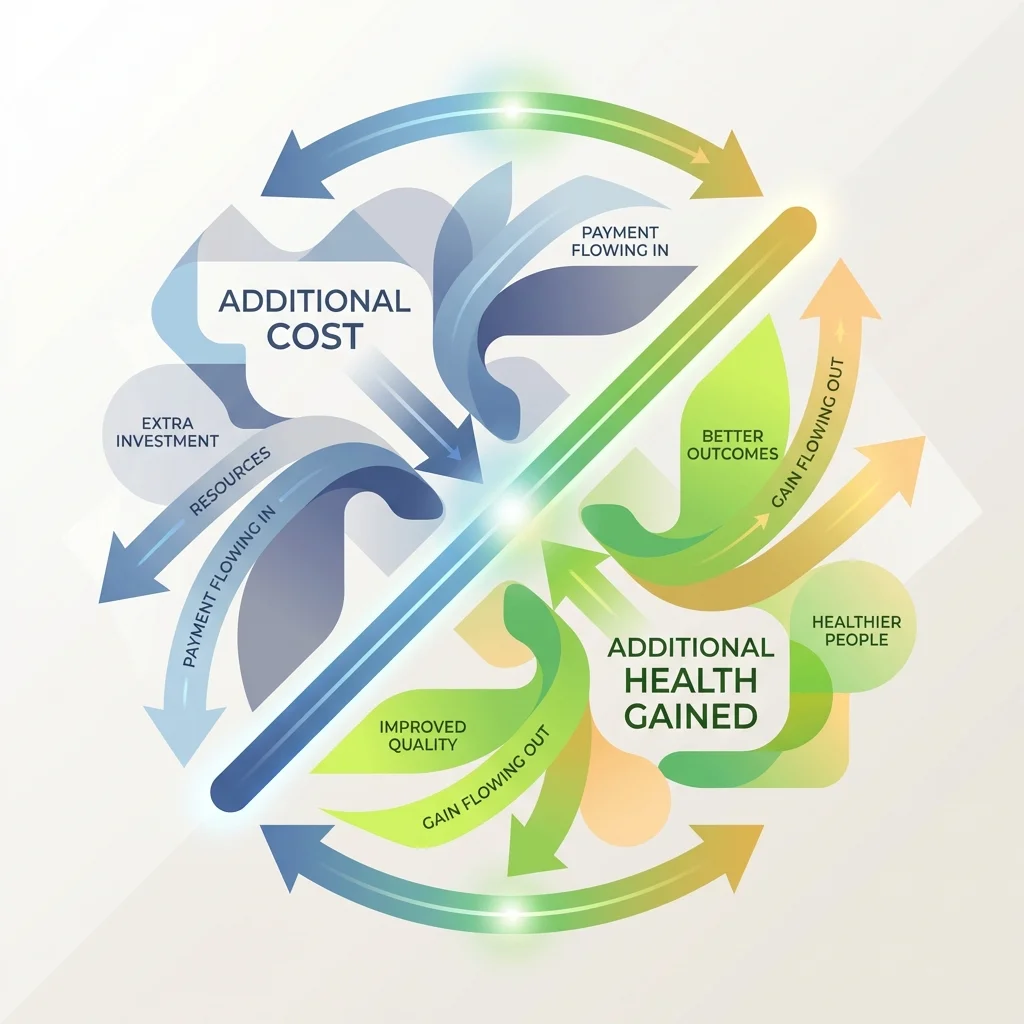 PAYMENT
FLOWING IN
ADDITIONAL
COST
EXTRA
INVESTMENT
RESOURCES
PAYMENT FLOWING IN
BETTER
OUTCOMES
GAIN FLOWING OUT
HEALTHIER
PEOPLE
ADDITIONAL
HEALTH
GAINED
IMPROVED
QUALITY
GAIN FLOWING OUT